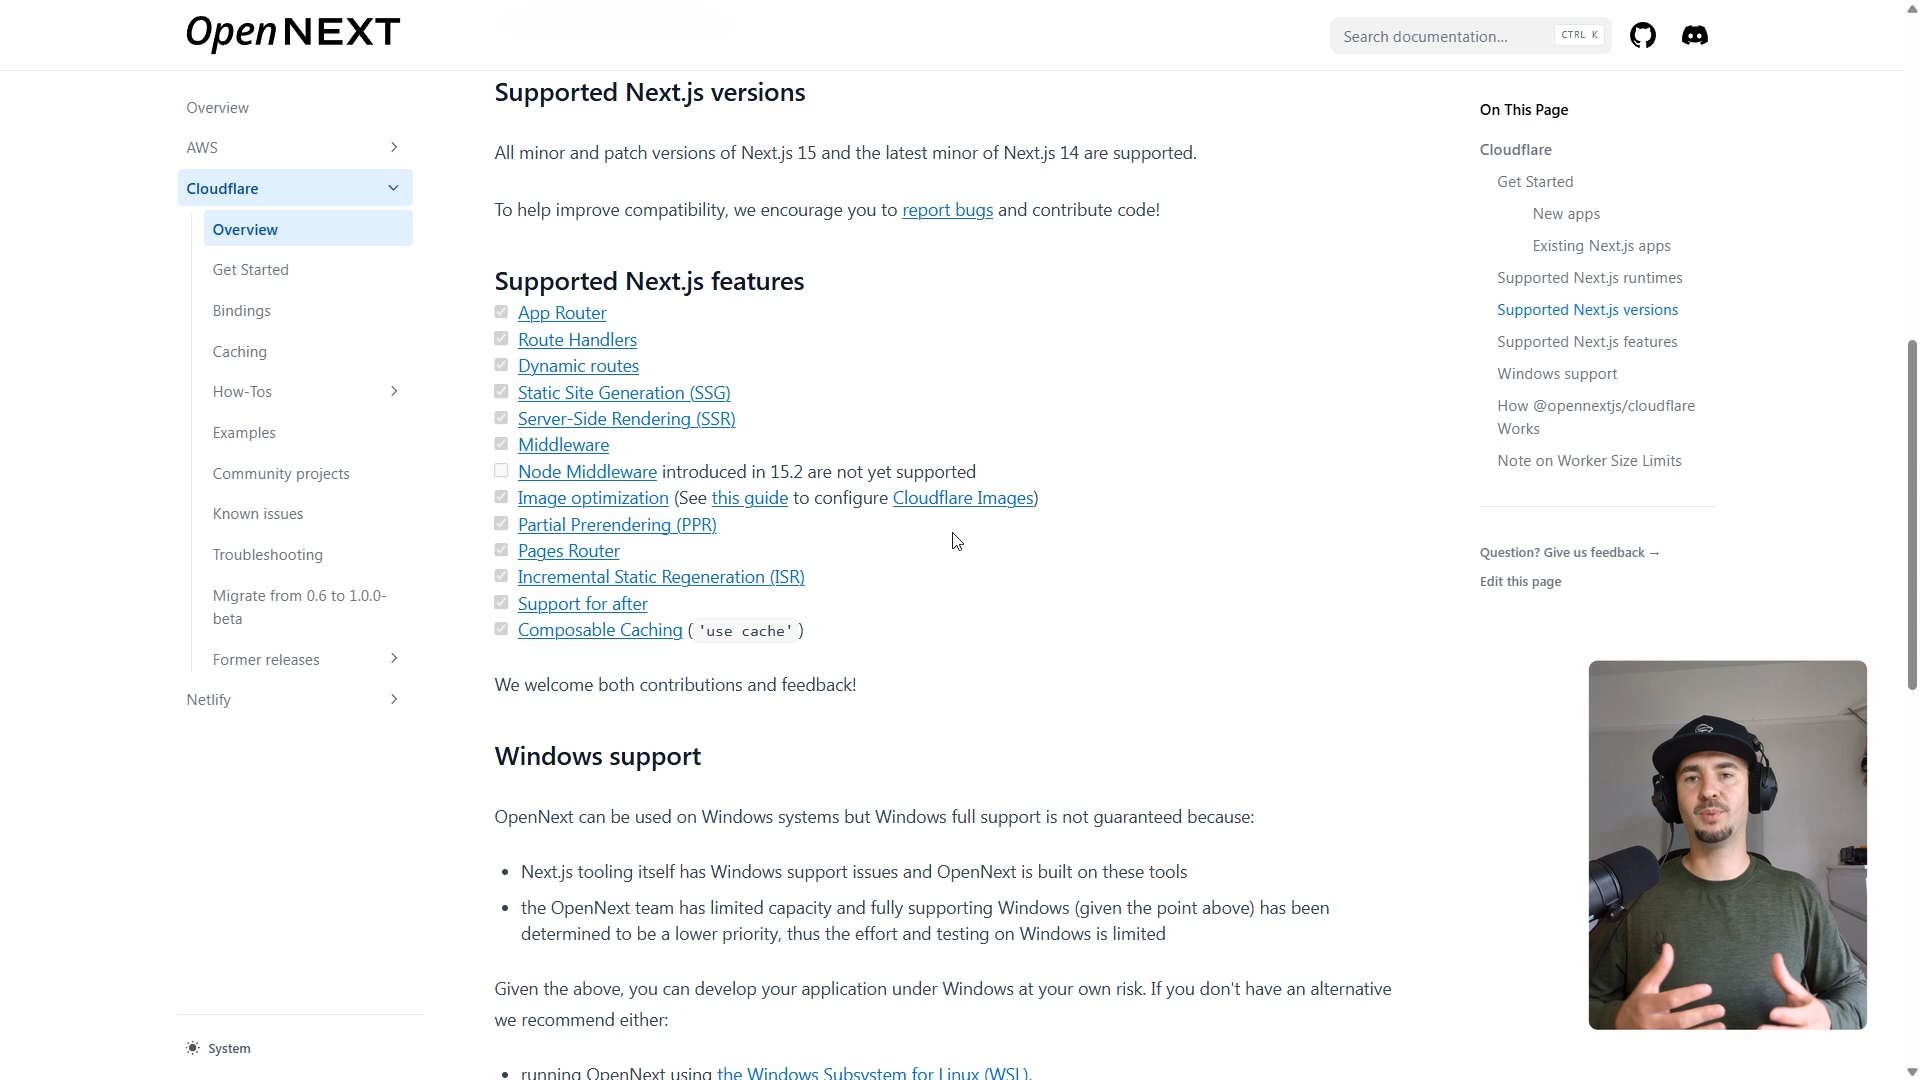 Open NEXT
Search documentation...
CTRL K
Overview
AWS
Cloudflare
Overview
Get Started
Bindings
Caching
How-Tos
Examples
Community projects
Known issues
Troubleshooting
Migrate from 0.6 to 1.0.0-
beta
Former releases
Netlify
System
Supported Next.js versions
All minor and patch versions of Next.js 15 and the latest minor of Next.js 14 are supported.
To help improve compatibility, we encourage you to report bugs and contribute code!
Supported Next.js features
App Router
Route Handlers
Dynamic routes
Static Site Generation (SSG)
Server-Side Rendering (SSR)
Middleware
Node Middleware introduced in 15.2 are not yet supported
Image optimization (See this guide to configure Cloudflare Images)
Partial Prerendering (PPR)
Pages Router
Incremental Static Regeneration (ISR)
Support for after
Composable Caching ('use cache')
We welcome both contributions and feedback!
Windows support
OpenNext can be used on Windows systems but Windows full support is not guaranteed because:
• Next.js tooling itself has Windows support issues and OpenNext is built on these tools
• the OpenNext team has limited capacity and fully supporting Windows (given the point above) has been
determined to be a lower priority, thus the effort and testing on Windows is limited
Given the above, you can develop your application under Windows at your own risk. If you don't have an alternative
we recommend either:
• running OpenNext using the Windows Subsystem for Linux (WSL).
On This Page
Cloudflare
Get Started
New apps
Existing Next.js apps
Supported Next.js runtimes
Supported Next.js versions
Supported Next.js features
Windows support
How @opennextjs/cloudflare
Works
Note on Worker Size Limits
Question? Give us feedback →
Edit this page